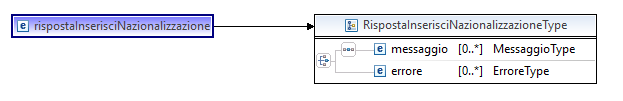 e rispostaInserisciNazionalizzazione
RispostaInserisciNazionalizzazioneType
e messaggio [0..*] MessaggioType
e errore [0..*] ErroreType